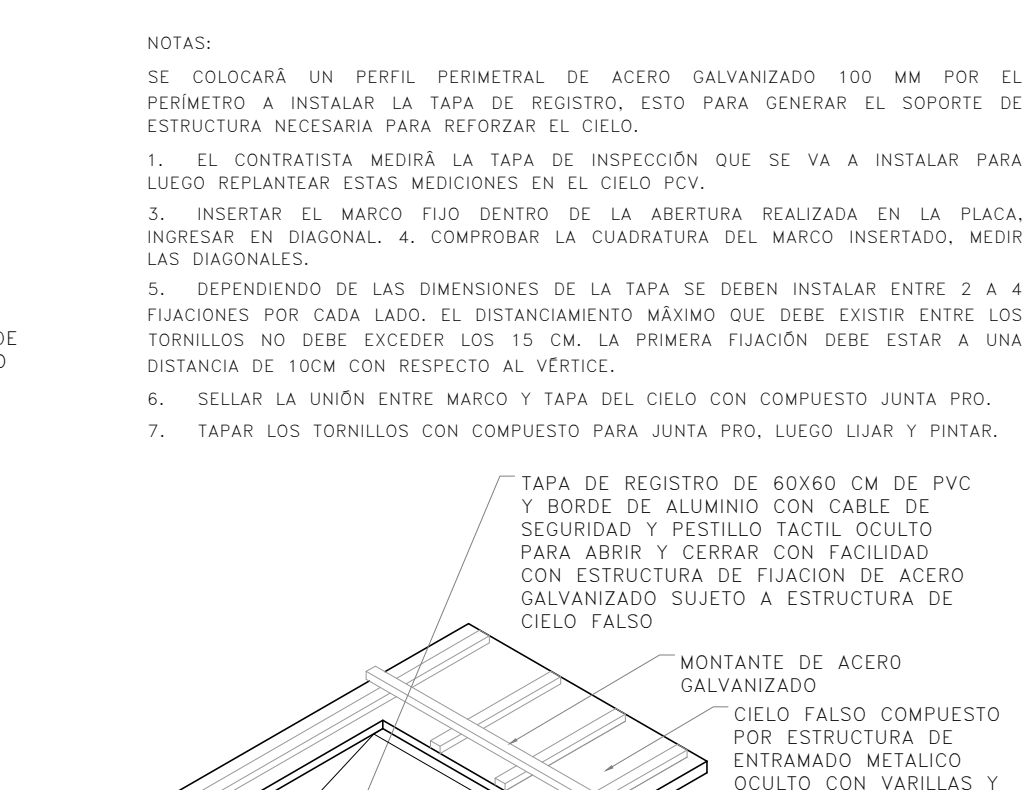 NOTAS:
SE COLOCARÂ UN PERFIL PERIMETRAL DE ACERO GALVANIZADO 100 MM POR EL
PERÍMETRO A INSTALAR LA TAPA DE REGISTRO, ESTO PARA GENERAR EL SOPORTE DE
ESTRUCTURA NECESARIA PARA REFORZAR EL CIELO.
1. EL CONTRATISTA MEDIRÂ LA TAPA DE INSPECCIÕN QUE SE VA A INSTALAR PARA
LUEGO REPLANTEAR ESTAS MEDICIONES EN EL CIELO PCV.
3. INSERTAR EL MARCO FIJO DENTRO DE LA ABERTURA REALIZADA EN LA PLACA,
INGRESAR EN DIAGONAL. 4. COMPROBAR LA CUADRATURA DEL MARCO INSERTADO, MEDIR
LAS DIAGONALES.
5. DEPENDIENDO DE LAS DIMENSIONES DE LA TAPA SE DEBEN INSTALAR ENTRE 2 A 4
FIJACIONES POR CADA LADO. EL DISTANCIAMIENTO MÂXIMO QUE DEBE EXISTIR ENTRE LOS
TORNILLOS NO DEBE EXCEDER LOS 15 CM. LA PRIMERA FIJACIÕN DEBE ESTAR A UNA
DISTANCIA DE 10CM CON RESPECTO AL VẼRTICE.
6. SELLAR LA UNIÕN ENTRE MARCO Y TAPA DEL CIELO CON COMPUESTO JUNTA PRO.
7. TAPAR LOS TORNILLOS CON COMPUESTO PARA JUNTA PRO, LUEGO LIJAR Y PINTAR.
TAPA DE REGISTRO DE 60X60 CM DE PVC
Y BORDE DE ALUMINIO CON CABLE DE
SEGURIDAD Y PESTILLO TACTIL OCULTO
PARA ABRIR Y CERRAR CON FACILIDAD
CON ESTRUCTURA DE FIJACION DE ACERO
GALVANIZADO SUJETO A ESTRUCTURA DE
CIELO FALSO
MONTANTE DE ACERO
GALVANIZADO
CIELO FALSO COMPUESTO
POR ESTRUCTURA DE
ENTRAMADO METALICO
OCULTO CON VARILLAS Y